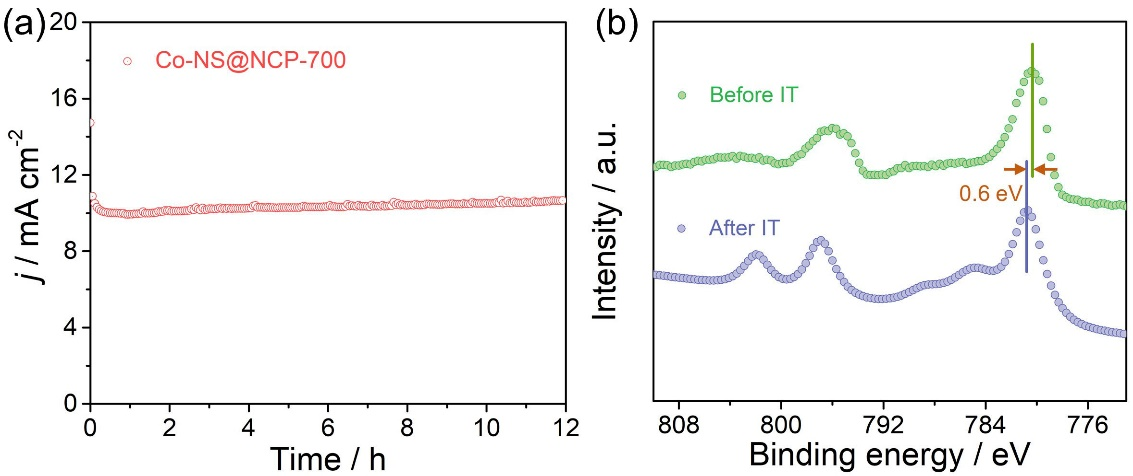 (a)
20
16
12
8
4
0
j / mA cm-2
Co-NS@NCP-700
0 2 4 6 8 10 12
Time / h
(b)
Intensity / a.u.
Before IT
0.6 eV
After IT
808 800 792 784 776
Binding energy / eV